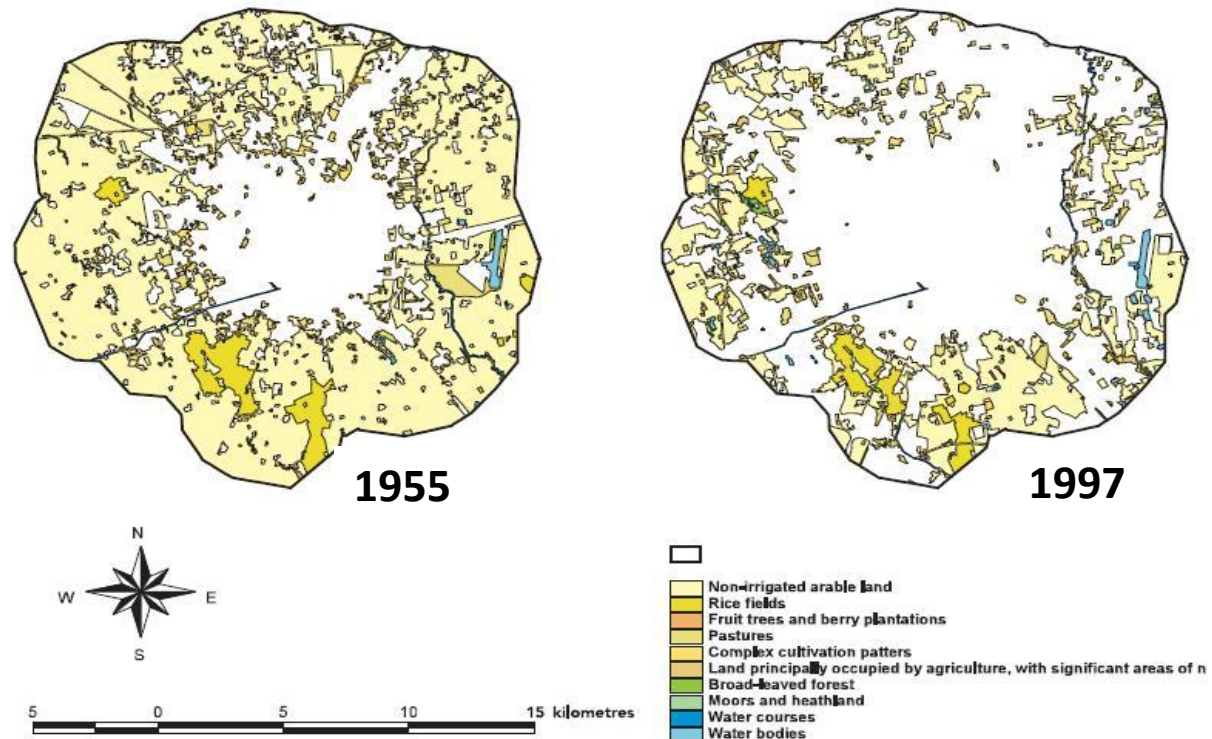 1955
1997
N
W E
S
5 0 5 10 15 kilometres
Non-irrigated arable land
Rice fields
Fruit trees and berry plantations
Pastures
Complex cultivation patters
Land principally occupied by agriculture, with significant areas of n
Broad-leaved forest
Moors and heathland
Water courses
Water bodies